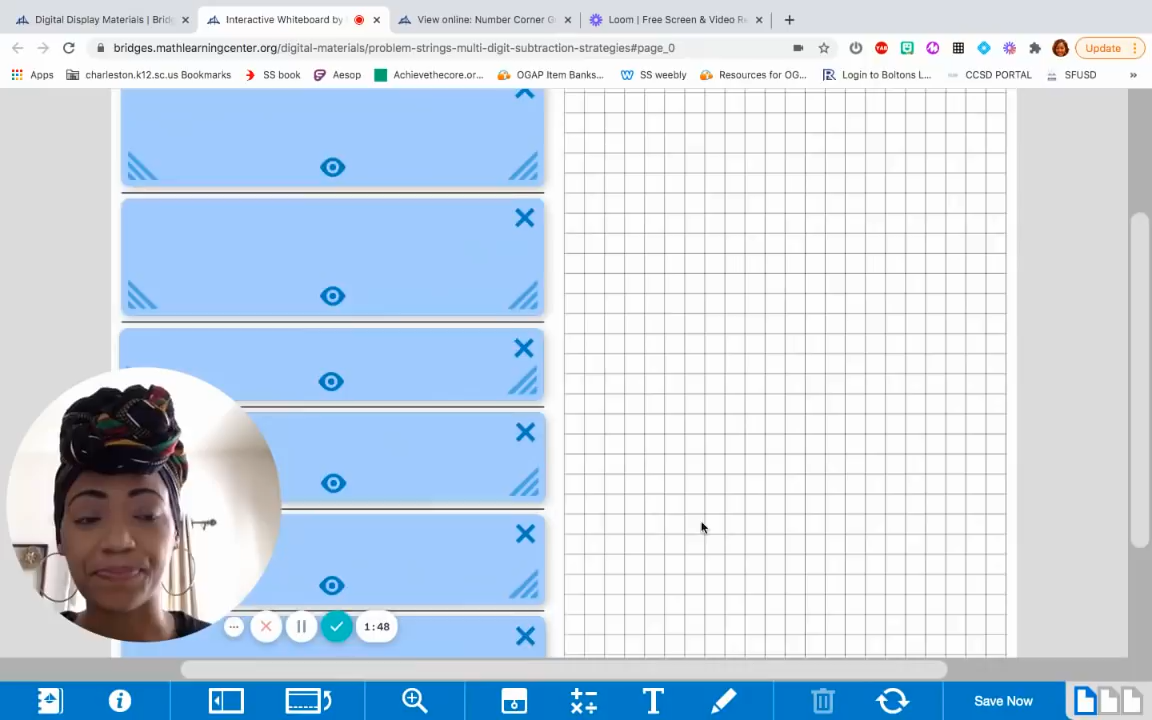 Digital Display Materials | Brid
Interactive Whiteboard by
View online: Number Corner G
Loom | Free Screen & Video Re
bridges.mathlearningcenter.org/digital-materials/problem-strings-multi-digit-subtraction-strategies#page_0
Update
Apps
charleston.k12.sc.us Bookmarks
SS book
Aesop
Achievethecore.or...
OGAP Item Banks...
SS weekly
Resources for OG...
Login to Boltons L...
CCSD PORTAL
SFUSD
1:48
Save Now